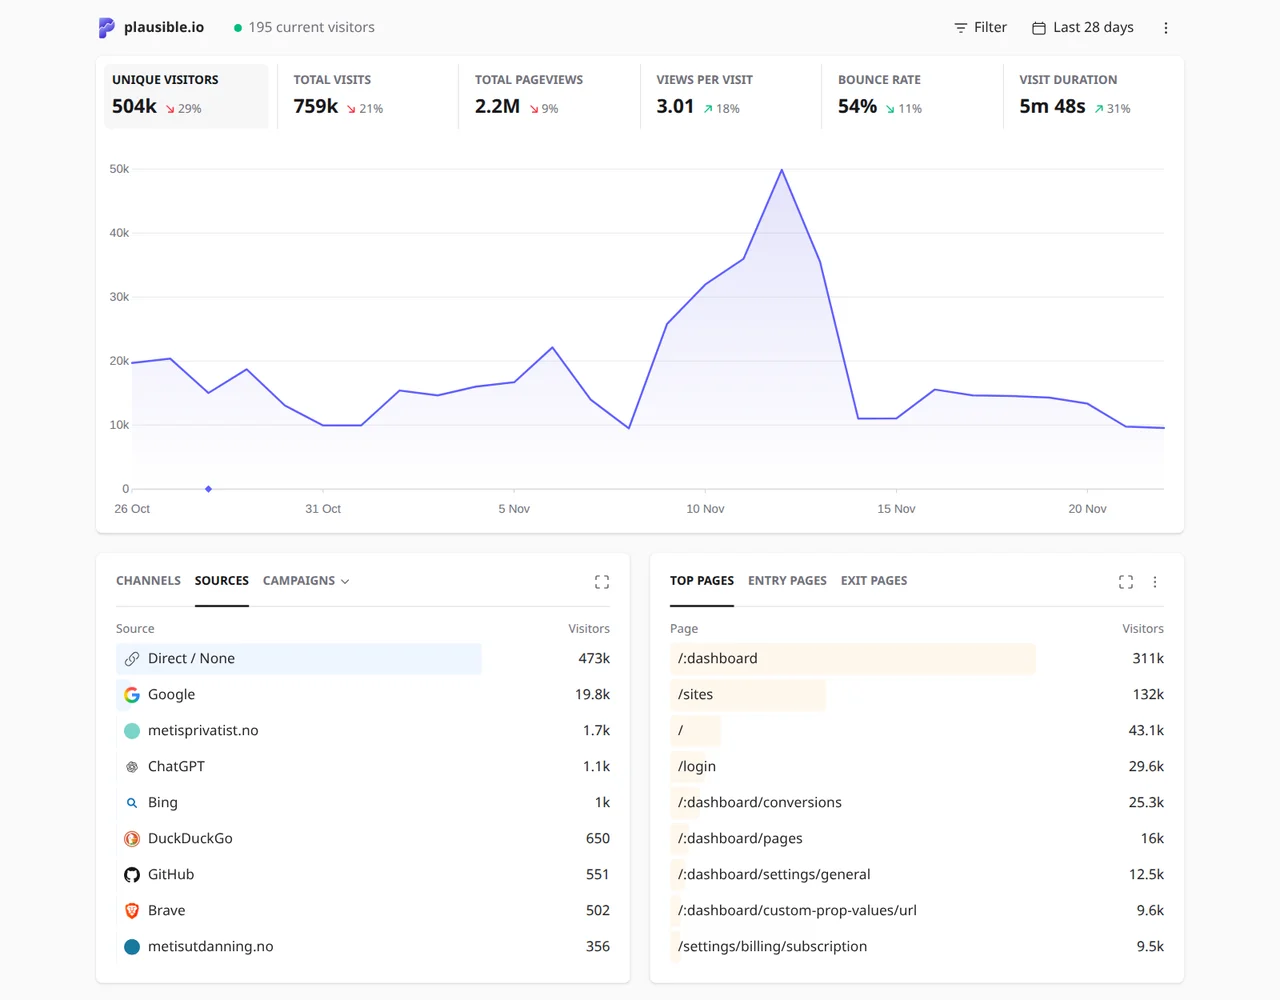 plausible.io 195 current visitors Filter Last 28 days
UNIQUE VISITORS TOTAL VISITS TOTAL PAGEVIEWS VIEWS PER VISIT BOUNCE RATE VISIT DURATION
504k 29% 759k 21% 2.2M 9% 3.01 18% 54% 11% 5m 48s 31%
50k
40k
30k
20k
10k
0
26 Oct 31 Oct 5 Nov 10 Nov 15 Nov 20 Nov
CHANNELS SOURCES CAMPAIGNS
Source Visitors
Direct / None 473k
Google 19.8k
metisprivatist.no 1.7k
ChatGPT 1.1k
Bing 1k
DuckDuckGo 650
GitHub 551
Brave 502
metisutdanning.no 356
TOP PAGES ENTRY PAGES EXIT PAGES
Page Visitors
/:dashboard 311k
/sites 132k
/ 43.1k
/login 29.6k
/:dashboard/conversions 25.3k
/:dashboard/pages 16k
/:dashboard/settings/general 12.5k
/:dashboard/custom-prop-values/url 9.6k
/settings/billing/subscription 9.5k